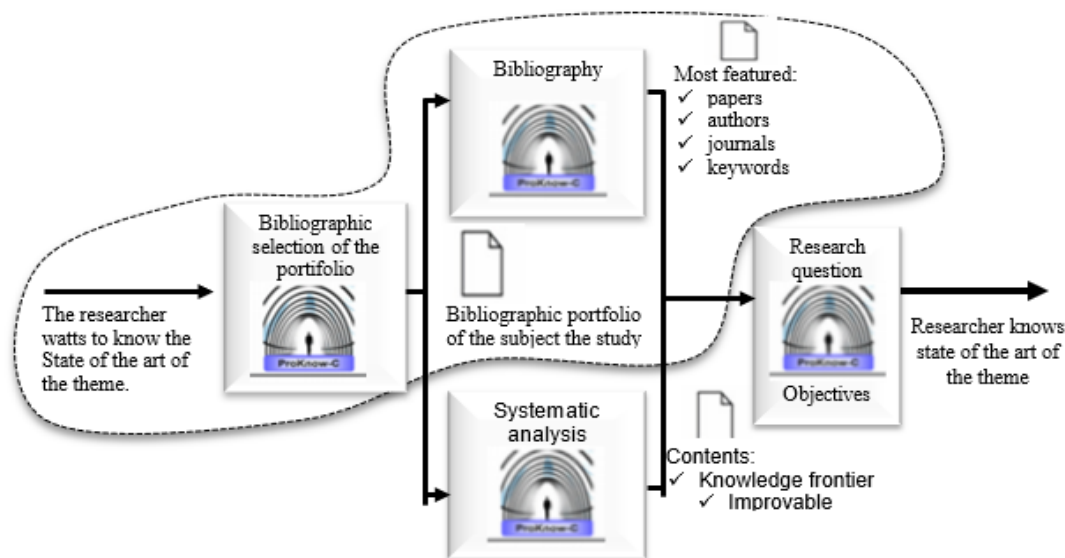 Bibliography
ProKnow-C
Most featured:
✓ papers
✓ authors
✓ journals
✓ keywords
Bibliographic
selection of the
portifolio
ProKnow-C
The researcher
watts to know the
State of the art of
the theme.
Bibliographic portfolio
of the subject the study
Research
question
ProKnow-C
Objectives
Researcher knows
state of the art of
the theme
Systematic
analysis
ProKnow-C
Contents:
✓ Knowledge frontier
✓ Improvable